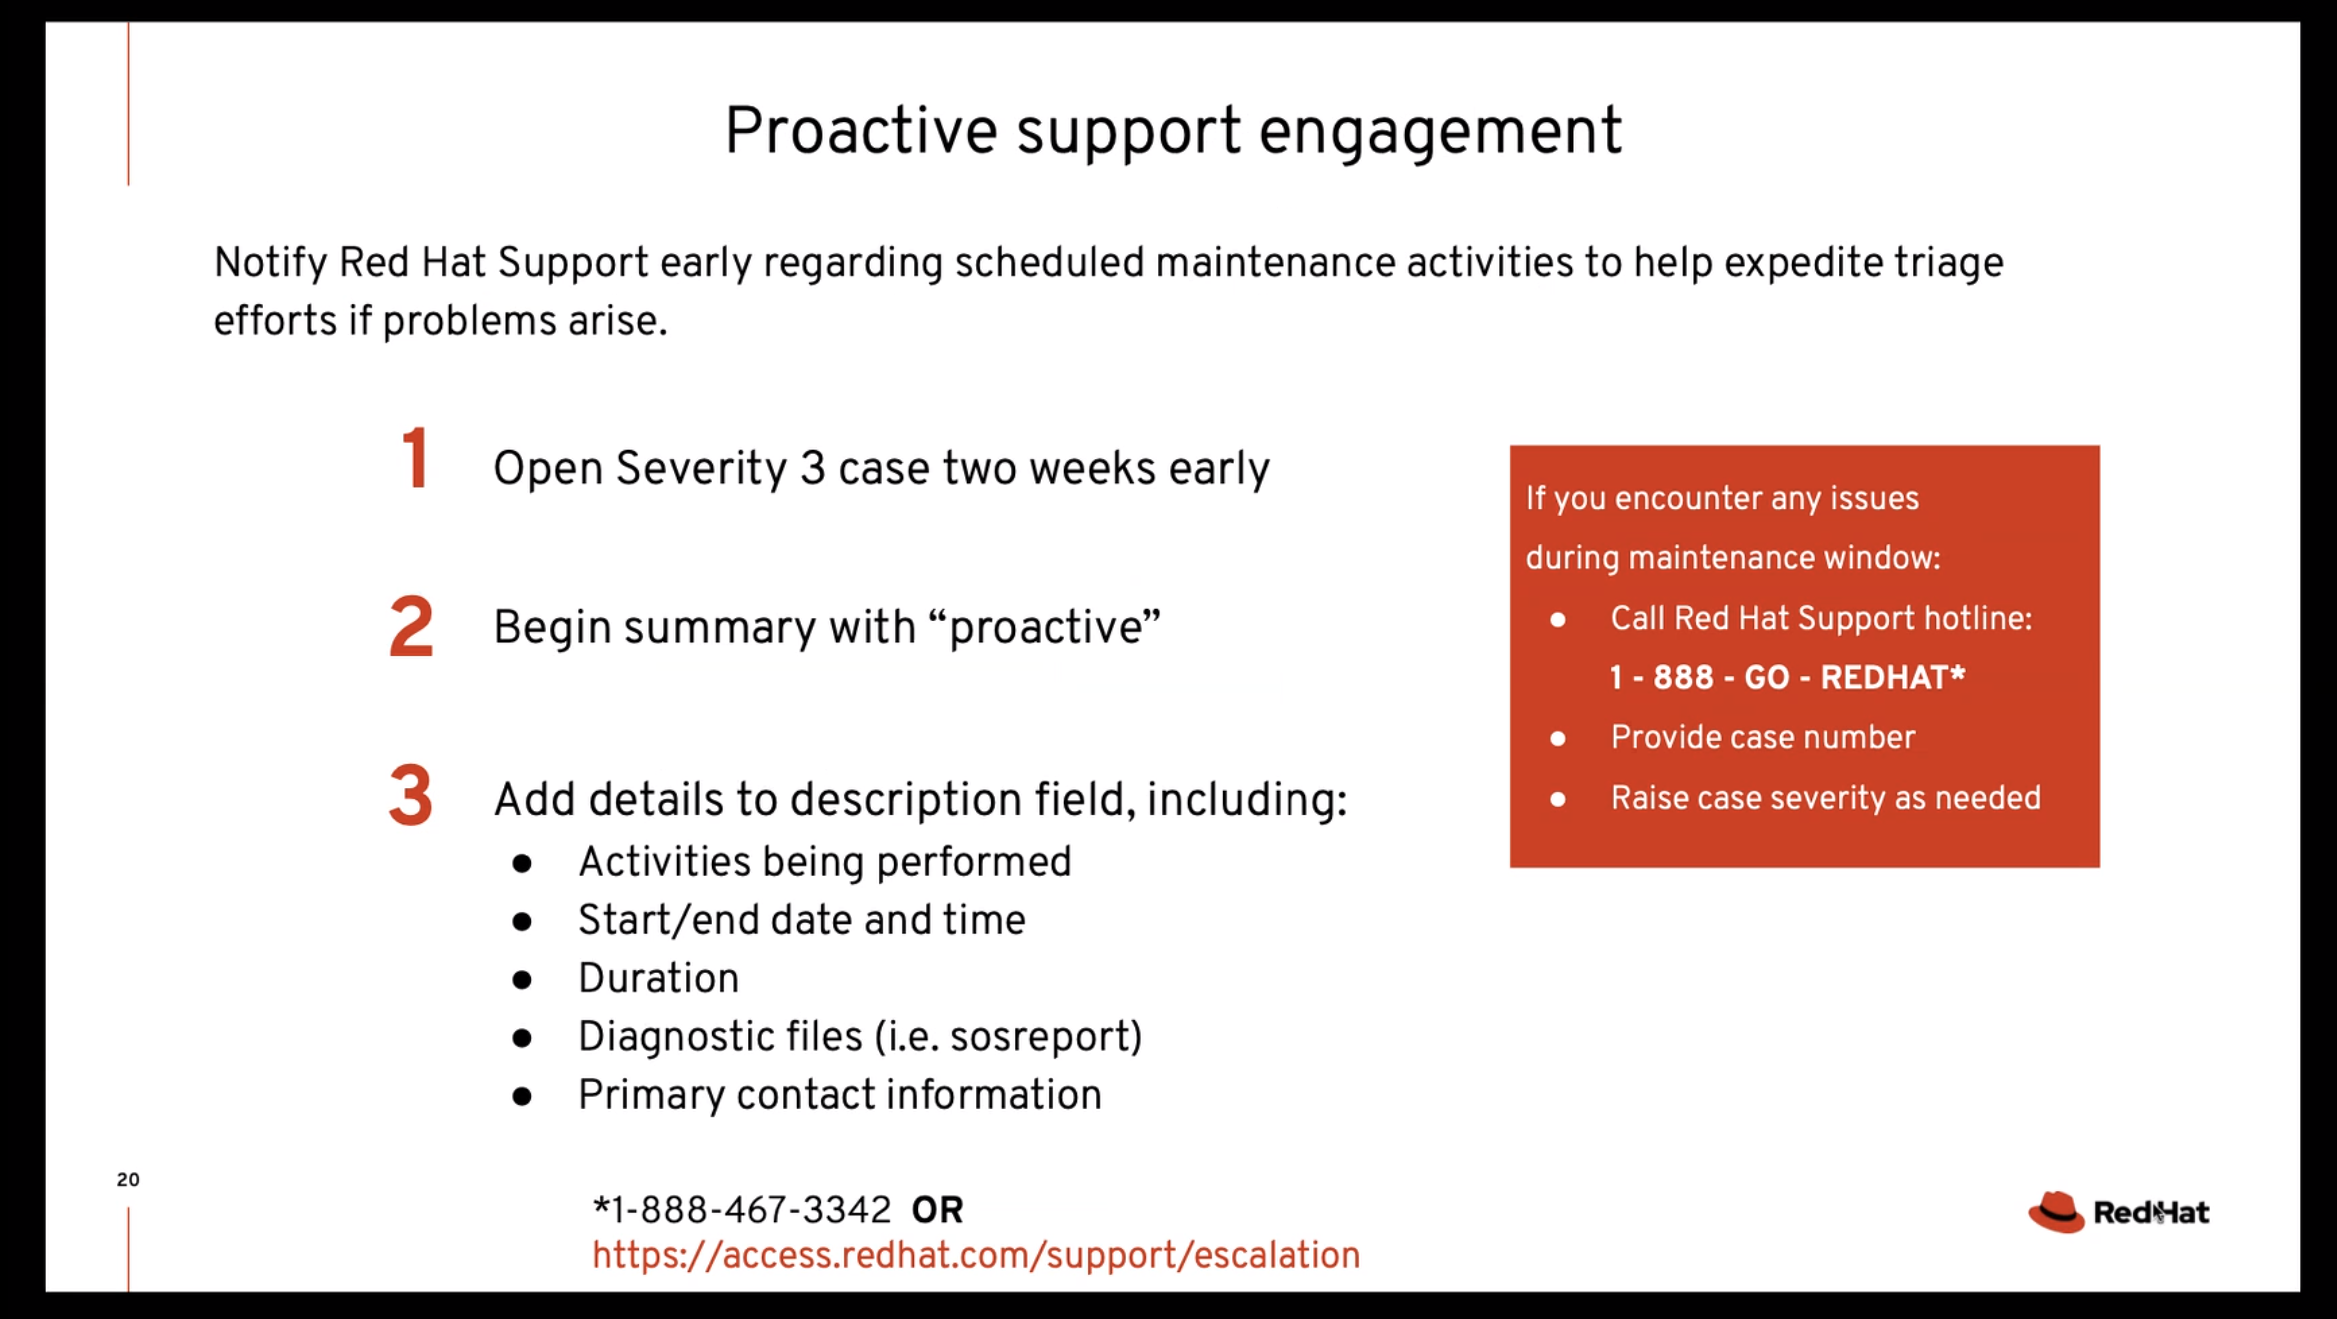 Proactive support engagement
Notify Red Hat Support early regarding scheduled maintenance activities to help expedite triage
efforts if problems arise.
1 Open Severity 3 case two weeks early
2 Begin summary with “proactive”
3 Add details to description field, including:
● Activities being performed
● Start/end date and time
● Duration
● Diagnostic files (i.e. sosreport)
● Primary contact information
If you encounter any issues
during maintenance window:
● Call Red Hat Support hotline:
1 - 888 - GO - REDHAT*
● Provide case number
● Raise case severity as needed
*1-888-467-3342 OR
https://access.redhat.com/support/escalation
20
Red Hat